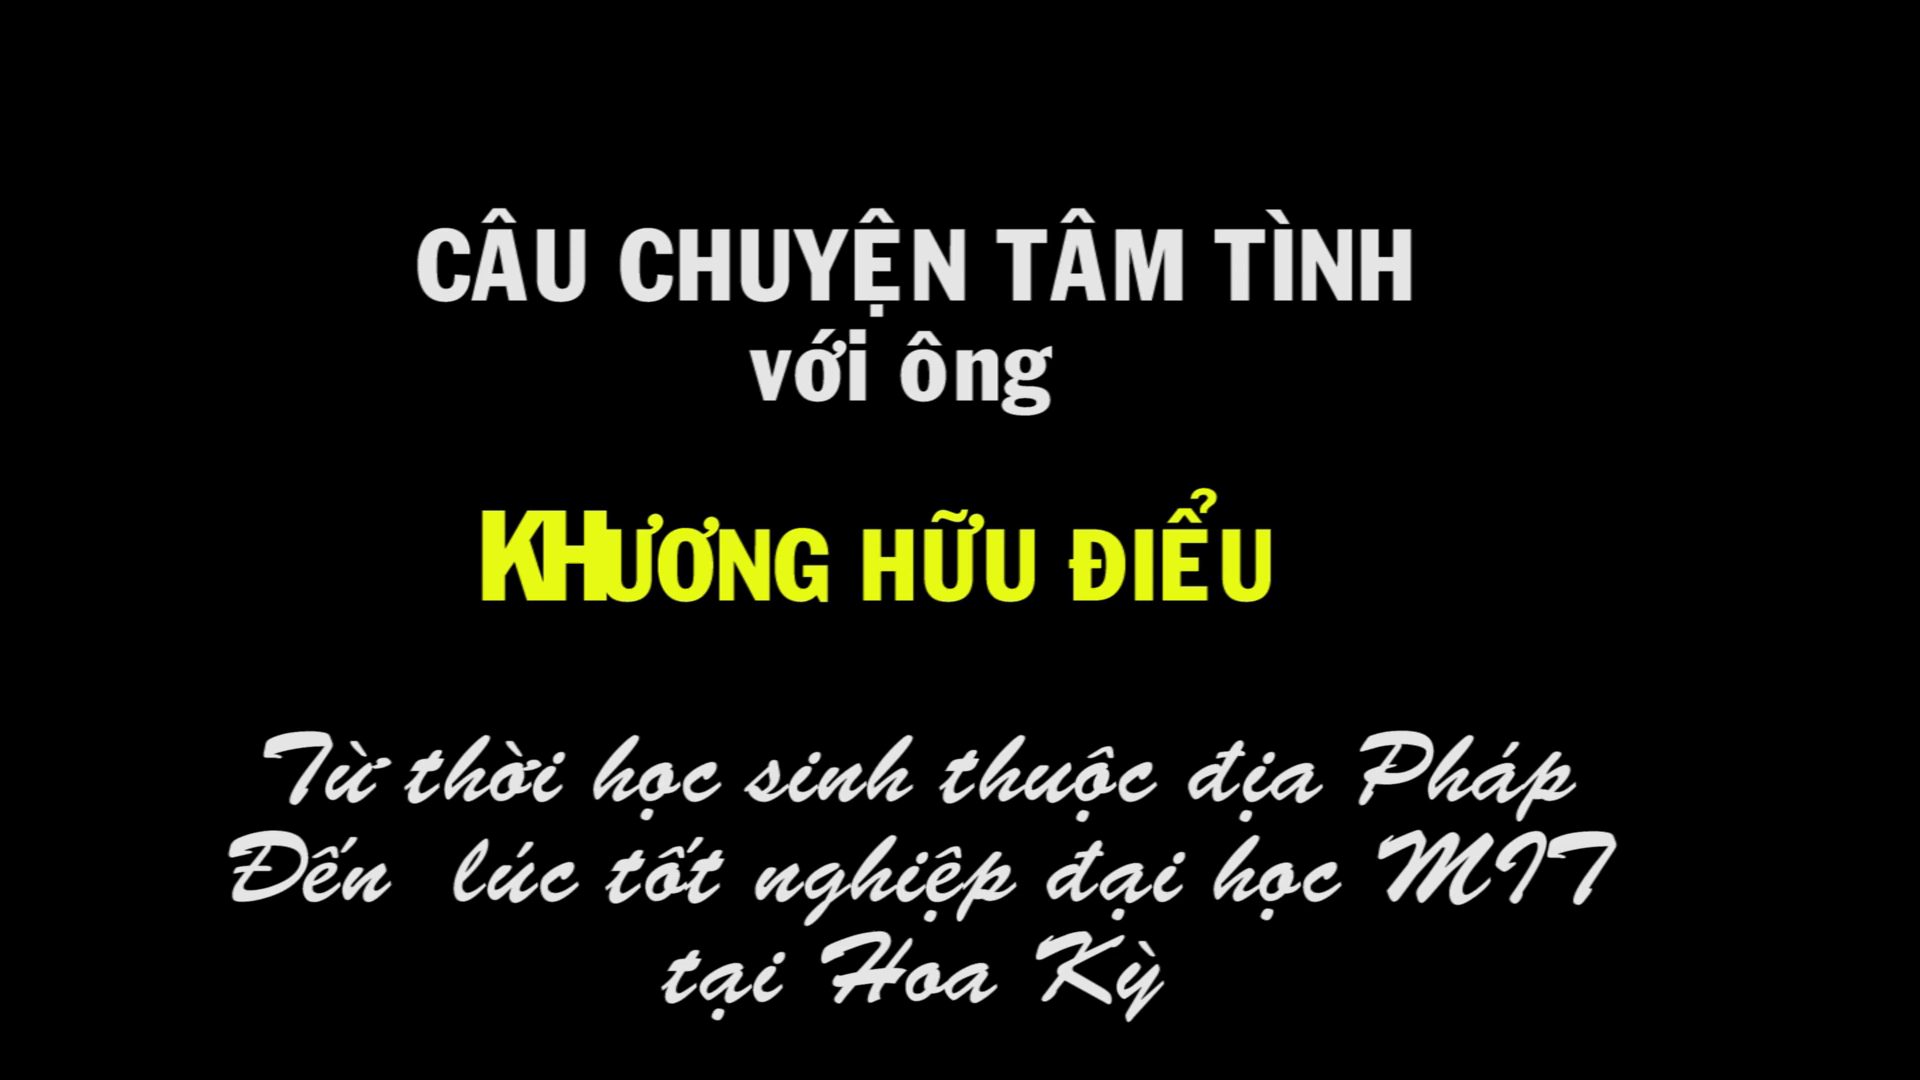 CÂU CHUYỆN TÂM TÌNH
với ông
KHƯƠNG HỮU ĐIỂU
Từ thời học sinh thuộc địa Pháp
Đến lúc tốt nghiệp đại học MIT
tại Hoa Kỳ